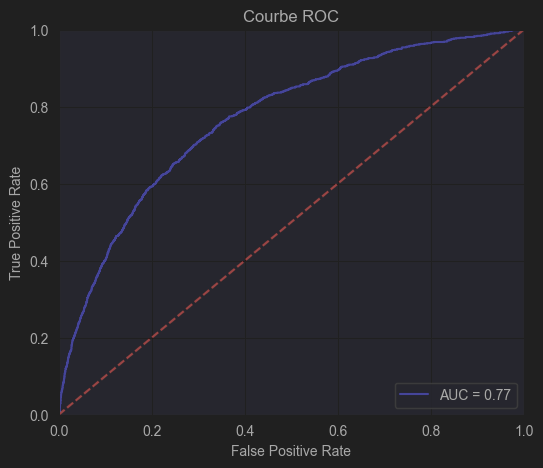 Courbe ROC
1.0
0.8
0.6
0.4
0.2
0.0
True Positive Rate
AUC = 0.77
0.0 0.2 0.4 0.6 0.8 1.0
False Positive Rate